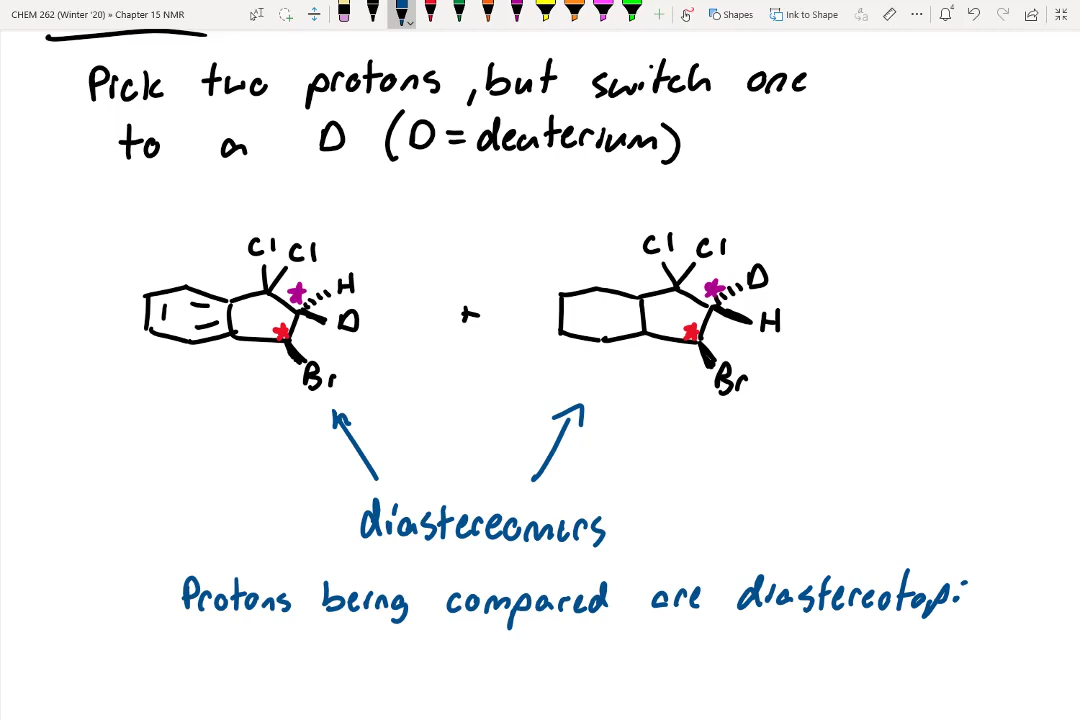 CHEM 262 (Winter '20) » Chapter 15 NMR
Shapes
Ink to Shape
Pick two protons, but switch one
to a D (D = deuterium)
Cl Cl
H
D
Br
+
Cl Cl
D
H
Br
diastereomers
Protons being compared are diastereotopi